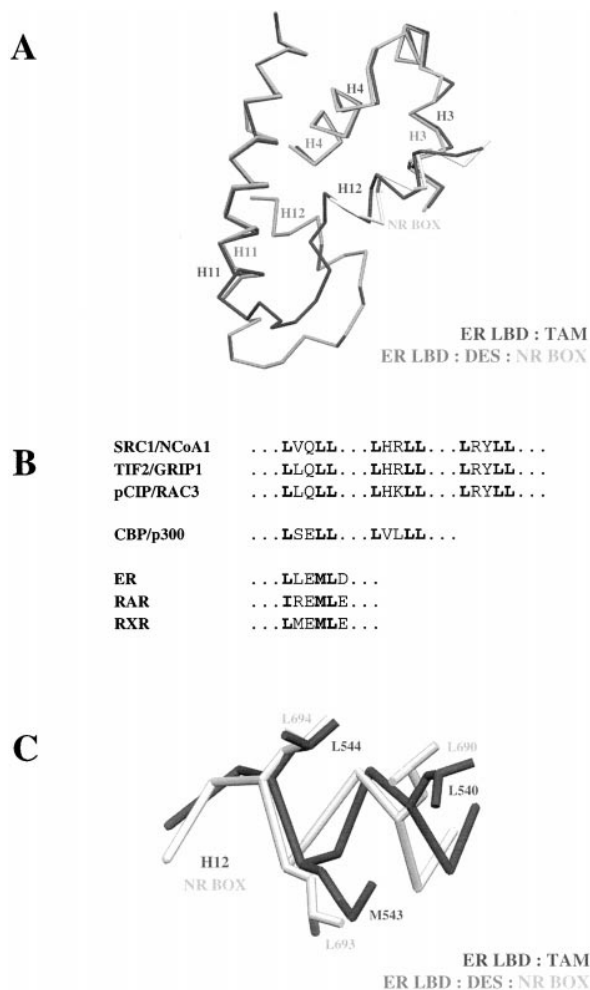 A
H4
H3
H4
H3
H12
H12
NR BOX
H11
H11
ER LBD : TAM
ER LBD : DES : NR BOX
B
SRC1/NCoA1 ...LVQLL...LHRLL...LRYLL...
TIF2/GRIP1 ...LLQLL...LHRLL...LRYLL...
pCIP/RAC3 ...LLQLL...LHKLL...LRYLL...
CBP/p300 ...LSELL...LVLLL...
ER ...LLEMLD...
RAR ...IREMLE...
RXR ...LMEMLE...
C
L694
L544
L690
L540
H12
NR BOX
M543
L693
ER LBD : TAM
ER LBD : DES : NR BOX